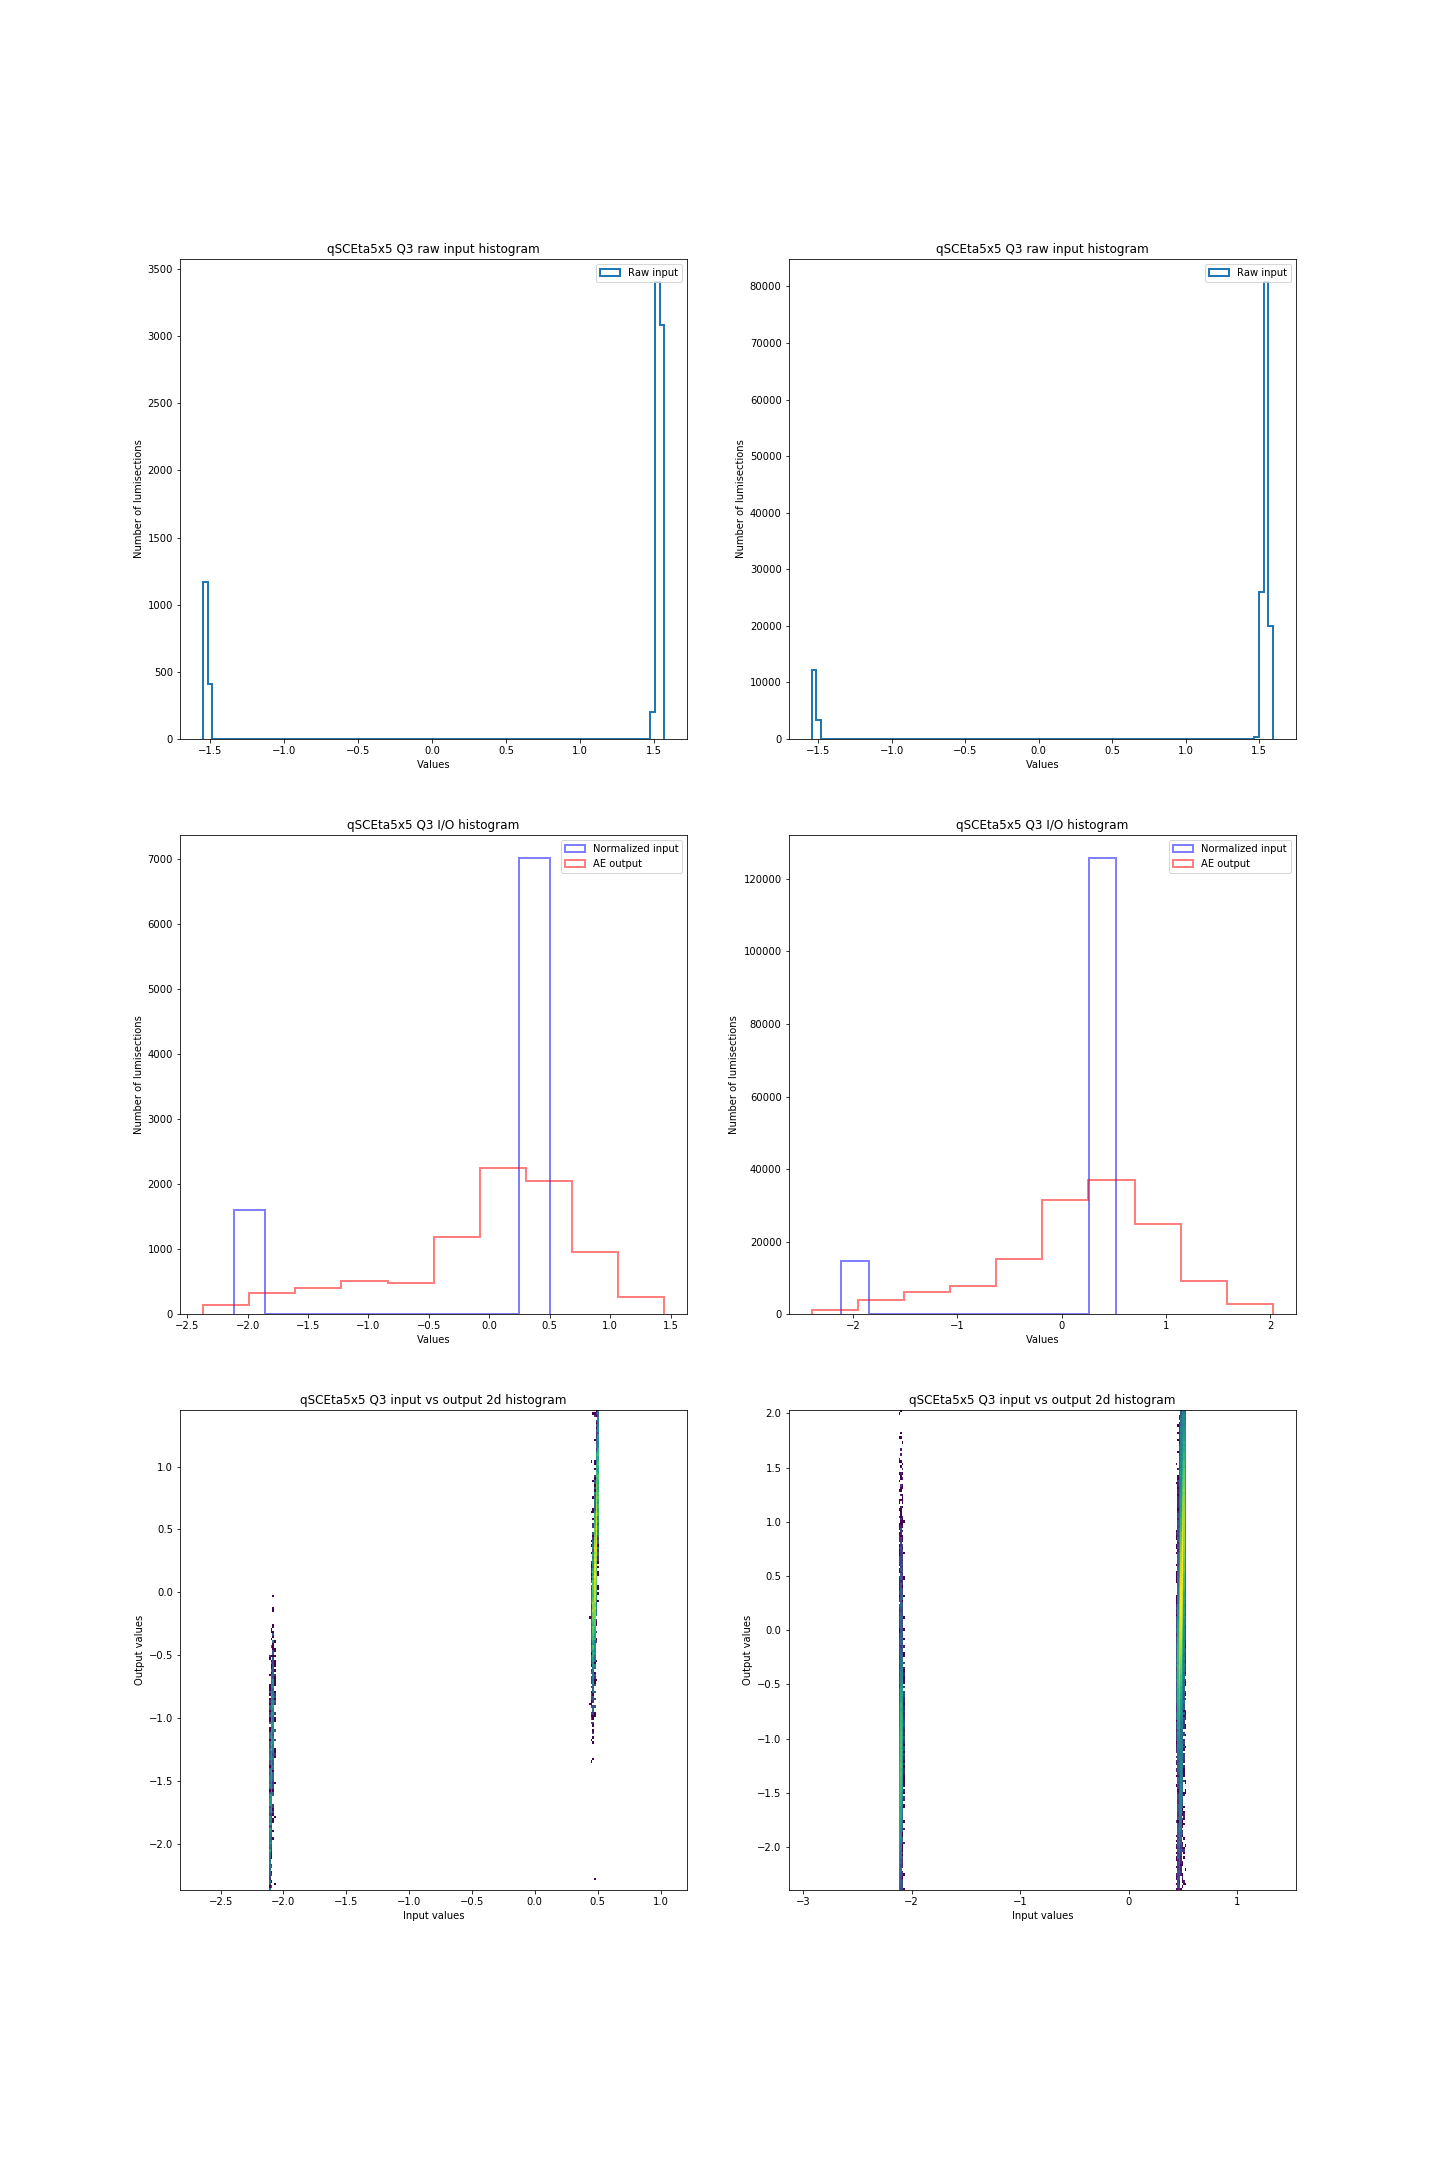 qSCEta5x5 Q3 raw input histogram
Raw input
3500
3000
2500
2000
1500
1000
500
0
Number of lumisections
−1.5 −1.0 −0.5 0.0 0.5 1.0 1.5
Values
qSCEta5x5 Q3 raw input histogram
Raw input
80000
70000
60000
50000
40000
30000
20000
10000
0
Number of lumisections
−1.5 −1.0 −0.5 0.0 0.5 1.0 1.5
Values
qSCEta5x5 Q3 I/O histogram
Normalized input
AE output
7000
6000
5000
4000
3000
2000
1000
0
Number of lumisections
−2.5 −2.0 −1.5 −1.0 −0.5 0.0 0.5 1.0 1.5
Values
qSCEta5x5 Q3 I/O histogram
Normalized input
AE output
120000
100000
80000
60000
40000
20000
0
Number of lumisections
−2 −1 0 1 2
Values
qSCEta5x5 Q3 input vs output 2d histogram
1.0
0.5
0.0
−0.5
−1.0
−1.5
−2.0
Output values
−2.5 −2.0 −1.5 −1.0 −0.5 0.0 0.5 1.0
Input values
qSCEta5x5 Q3 input vs output 2d histogram
2.0
1.5
1.0
0.5
0.0
−0.5
−1.0
−1.5
−2.0
Output values
−3 −2 −1 0 1
Input values